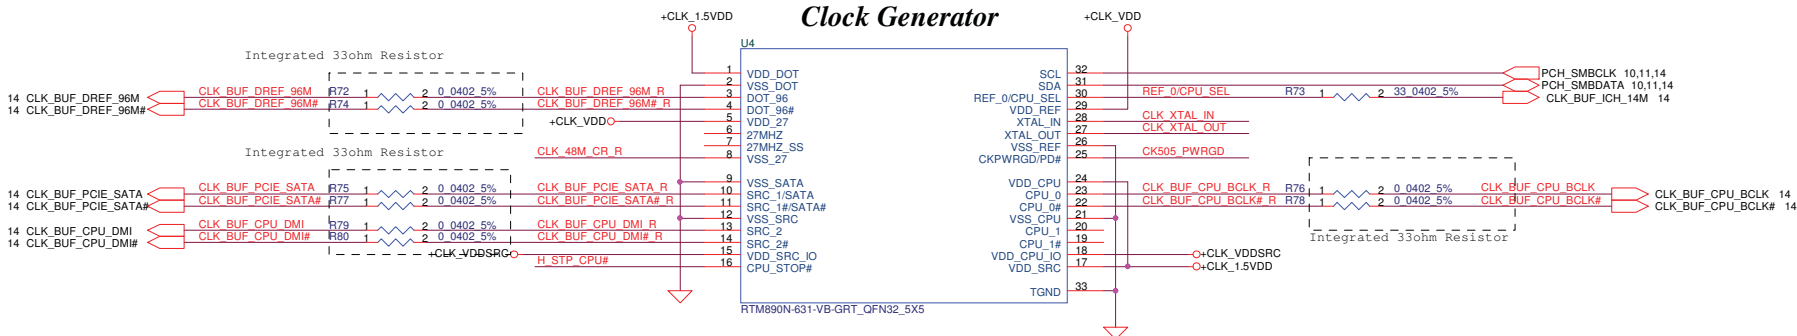 Clock Generator
+CLK_1.5VDD
+CLK_VDD
U4
Integrated 33ohm Resistor
1 VDD_DOT
SCL 32
PCH_SMBCLK 10,11,14
2 VSS_DOT
SDA 31
PCH_SMBDATA 10,11,14
14 CLK_BUF_DREF_96M
CLK_BUF_DREF_96M R72 1 2 0_0402_5% CLK_BUF_DREF_96M_R 3 DOT_96
REF_0/CPU_SEL 30 REF_0/CPU_SEL R73 1 2 33_0402_5% CLK_BUF_ICH_14M 14
14 CLK_BUF_DREF_96M#
CLK_BUF_DREF_96M# R74 1 2 0_0402_5% CLK_BUF_DREF_96M#_R 4 DOT_96#
VDD_REF 29
+CLK_VDD 5 VDD_27
XTAL_IN 28 CLK_XTAL_IN
6 27MHZ
XTAL_OUT 27 CLK_XTAL_OUT
7 27MHZ_SS
VSS_REF 26
Integrated 33ohm Resistor
CLK_48M_CR_R 8 VSS_27
CKPWRGD/PD# 25 CK505_PWRGD
9 VSS_SATA
VDD_CPU 24
14 CLK_BUF_PCIE_SATA
CLK_BUF_PCIE_SATA R75 1 2 0_0402_5% CLK_BUF_PCIE_SATA_R 10 SRC_1/SATA
CPU_0 23 CLK_BUF_CPU_BCLK_R R76 1 2 0_0402_5% CLK_BUF_CPU_BCLK CLK_BUF_CPU_BCLK 14
14 CLK_BUF_PCIE_SATA#
CLK_BUF_PCIE_SATA# R77 1 2 0_0402_5% CLK_BUF_PCIE_SATA#_R 11 SRC_1#/SATA#
CPU_0# 22 CLK_BUF_CPU_BCLK#_R R78 1 2 0_0402_5% CLK_BUF_CPU_BCLK# CLK_BUF_CPU_BCLK# 14
12 VSS_SRC
VSS_CPU 21
14 CLK_BUF_CPU_DMI
CLK_BUF_CPU_DMI R79 1 2 0_0402_5% CLK_BUF_CPU_DMI_R 13 SRC_2
CPU_1 20
14 CLK_BUF_CPU_DMI#
CLK_BUF_CPU_DMI# R80 1 2 0_0402_5% CLK_BUF_CPU_DMI#_R 14 SRC_2#
CPU_1# 19
Integrated 33ohm Resistor
+CLK_VDDSRC 15 VDD_SRC_IO
VDD_CPU_IO 18 +CLK_VDDSRC
H_STP_CPU# 16 CPU_STOP#
VDD_SRC 17 +CLK_1.5VDD
TGND 33
RTM890N-631-VB-GRT_QFN32_5X5